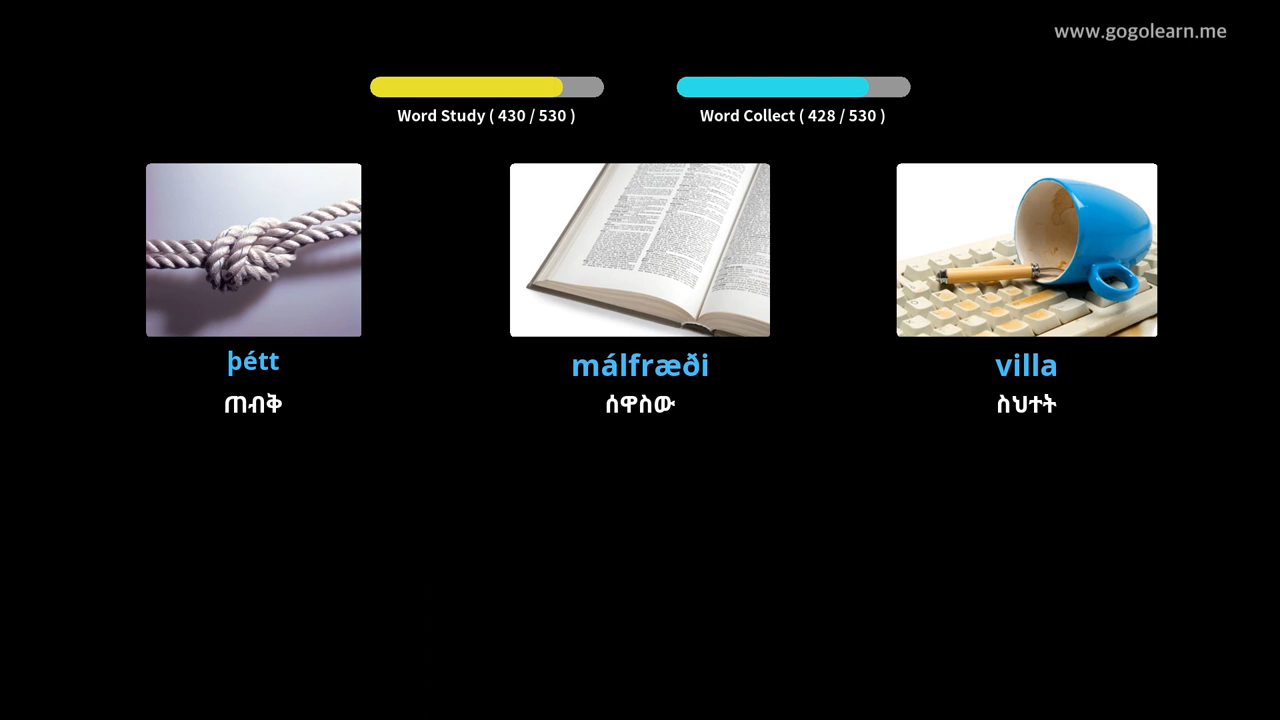 www.gogolearn.me
Word Study ( 430 / 530 )
Word Collect ( 428 / 530 )
þétt
málfræði
villa
ጠብቅ
ሰዋስው
ስህተት